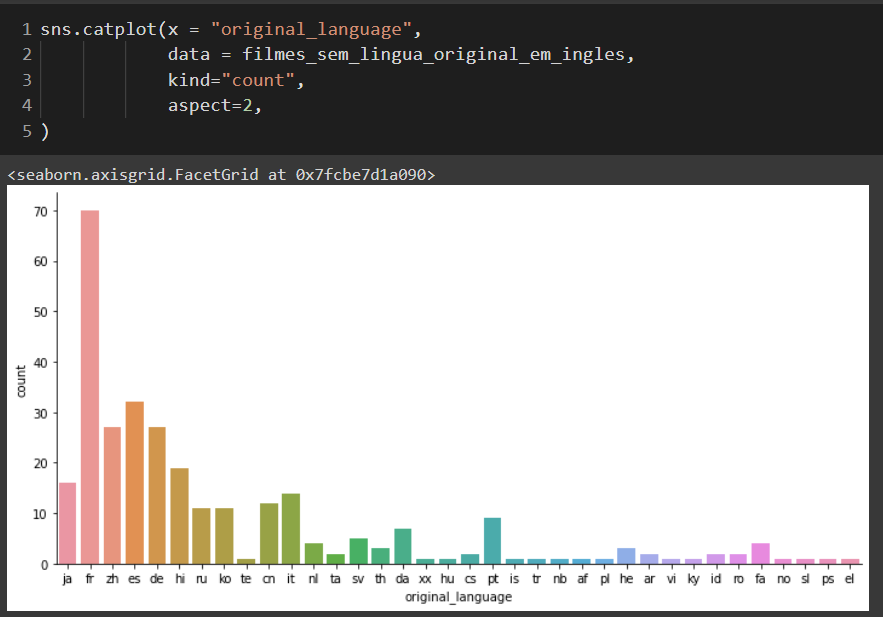 1 sns.catplot(x = "original_language",
2 data = filmes_sem_lingua_original_em_ingles,
3 kind="count",
4 aspect=2,
5 )
<seaborn.axisgrid.FacetGrid at 0x7fcbe7d1a090>
70
60
50
40
30
20
10
0
count
ja fr zh es de hi ru ko te cn it nl ta sv th da xx hu cs pt is tr nb af pl he ar vi ky id ro fa no sl ps el
original_language